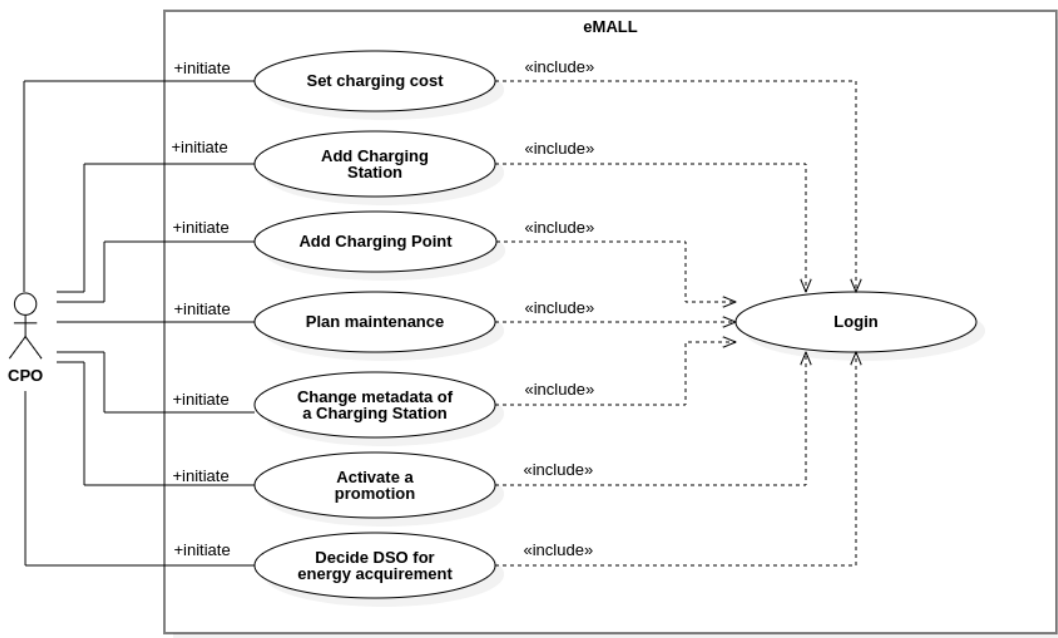 eMALL
+initiate
Set charging cost
«include»
+initiate
Add Charging
Station
«include»
+initiate
Add Charging Point
«include»
+initiate
Plan maintenance
«include»
Login
CPO
+initiate
Change metadata of
a Charging Station
«include»
+initiate
Activate a
promotion
«include»
+initiate
Decide DSO for
energy acquirement
«include»